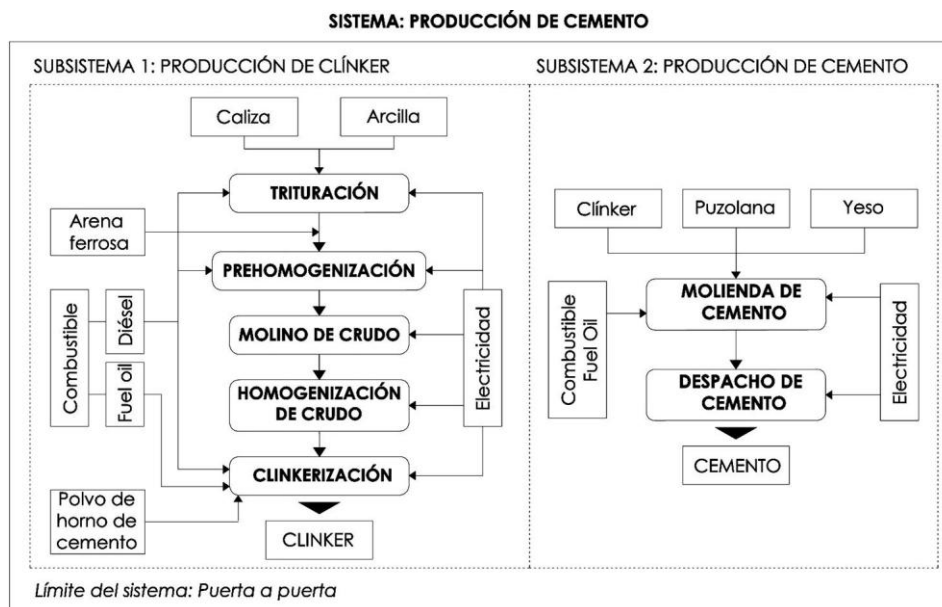 SISTEMA: PRODUCCIÓN DE CEMENTO
SUBSISTEMA 1: PRODUCCIÓN DE CLÍNKER
Caliza
Arcilla
TRITURACIÓN
Arena
ferrosa
PREHOMOGENIZACIÓN
Combustible
Diésel
Fuel oil
MOLINO DE CRUDO
Electricidad
HOMOGENIZACIÓN
DE CRUDO
CLINKERIZACIÓN
Polvo de
horno de
cemento
CLINKER
SUBSISTEMA 2: PRODUCCIÓN DE CEMENTO
Clínker
Puzolana
Yeso
MOLIENDA DE
CEMENTO
Combustible
Fuel Oil
Electricidad
DESPACHO DE
CEMENTO
CEMENTO
Límite del sistema: Puerta a puerta